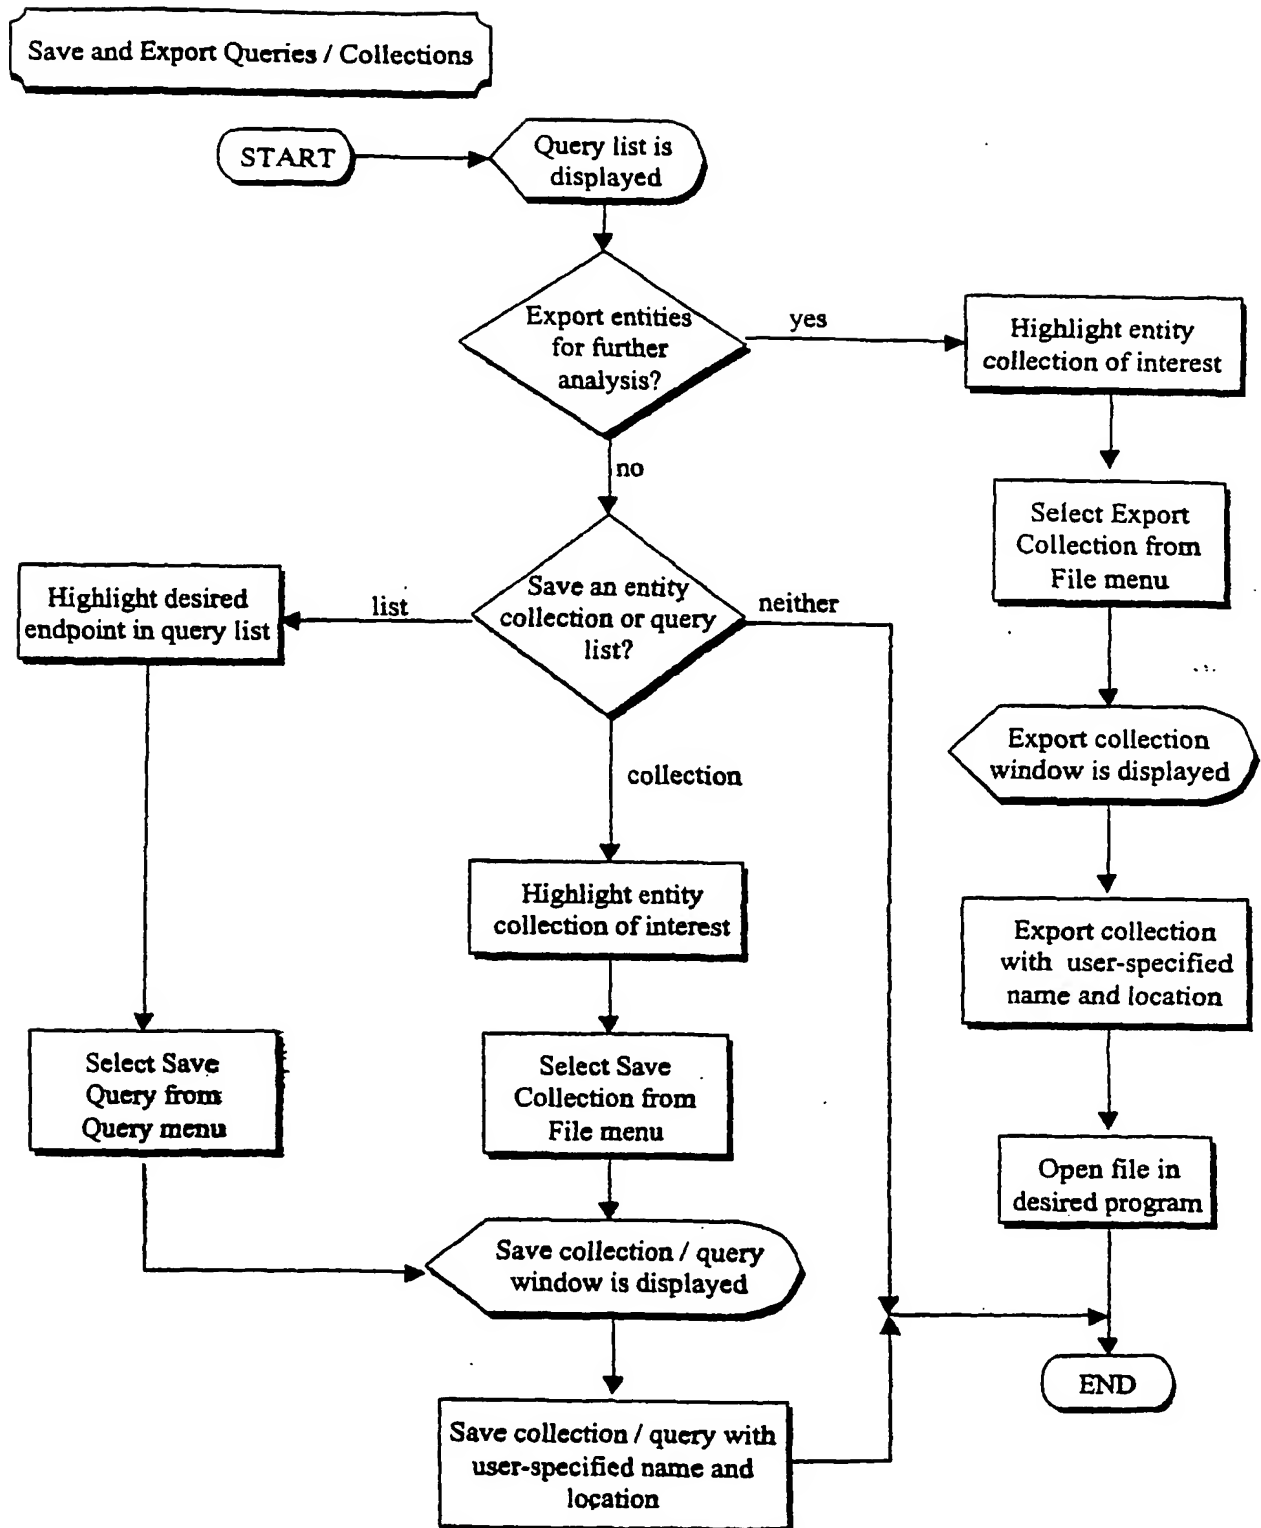 Save and Export Queries / Collections
START
Query list is
displayed
Export entities
for further
analysis?
yes
Highlight entity
collection of interest
no
Select Export
Collection from
File menu
Save an entity
collection or query
list?
list
neither
Highlight desired
endpoint in query list
collection
Export collection
window is displayed
Highlight entity
collection of interest
Export collection
with user-specified
name and location
Select Save
Query from
Query menu
Select Save
Collection from
File menu
Open file in
desired program
Save collection / query
window is displayed
END
Save collection / query with
user-specified name and
location